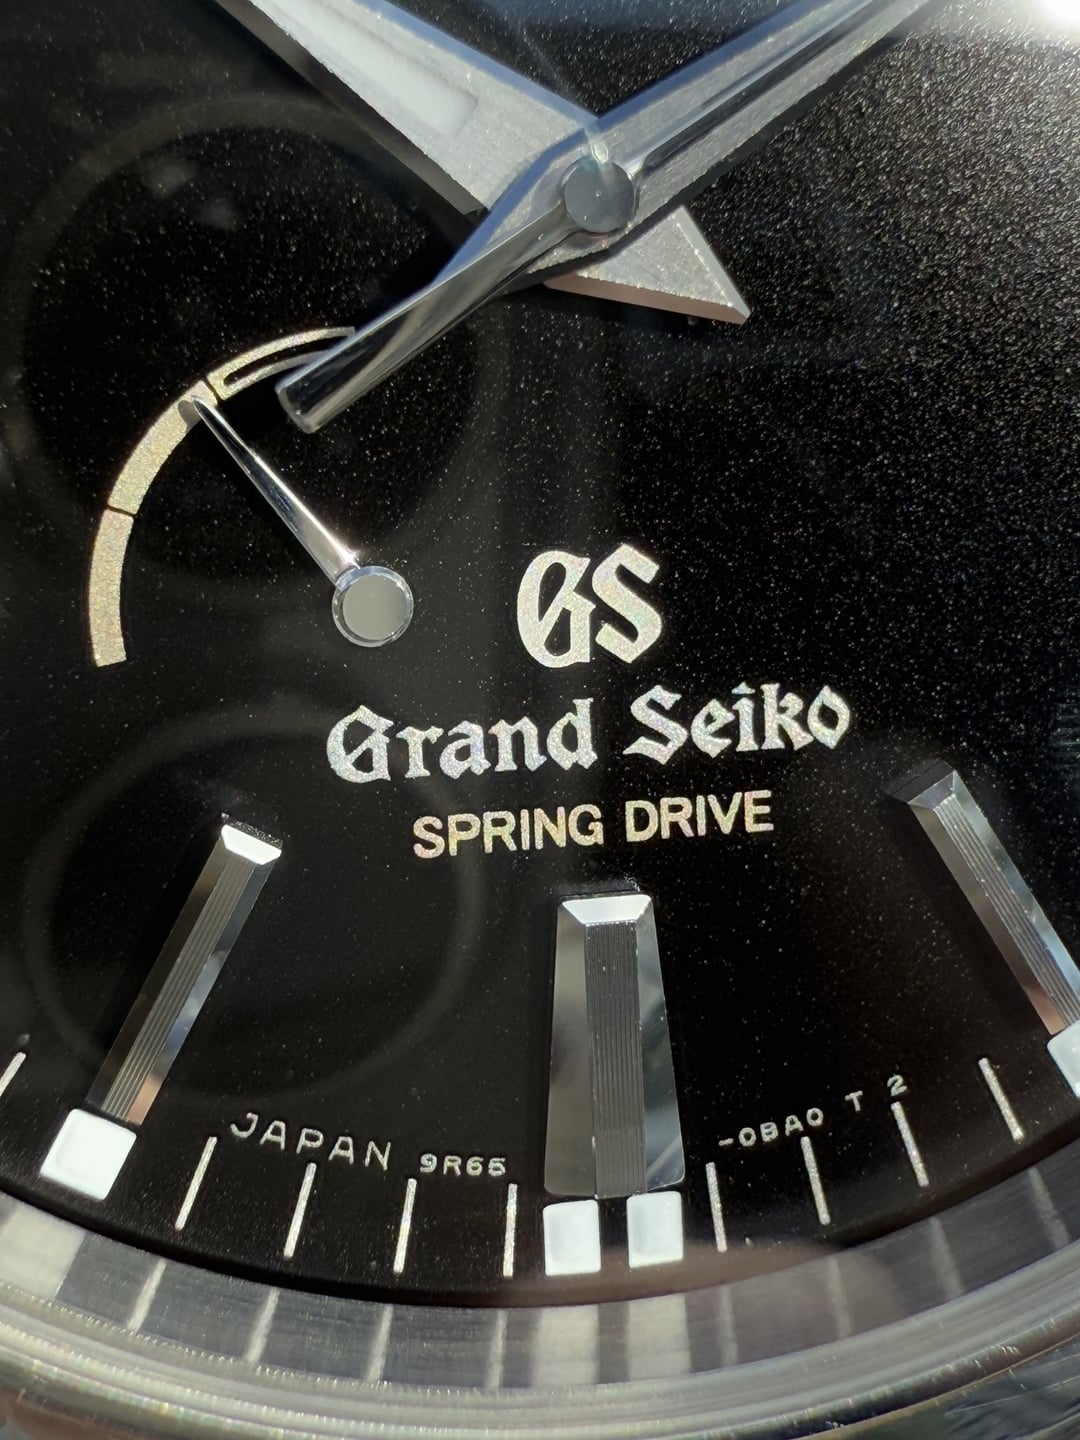 GS
Grand Seiko
SPRING DRIVE
JAPAN 9R65 -0BA0 T 2